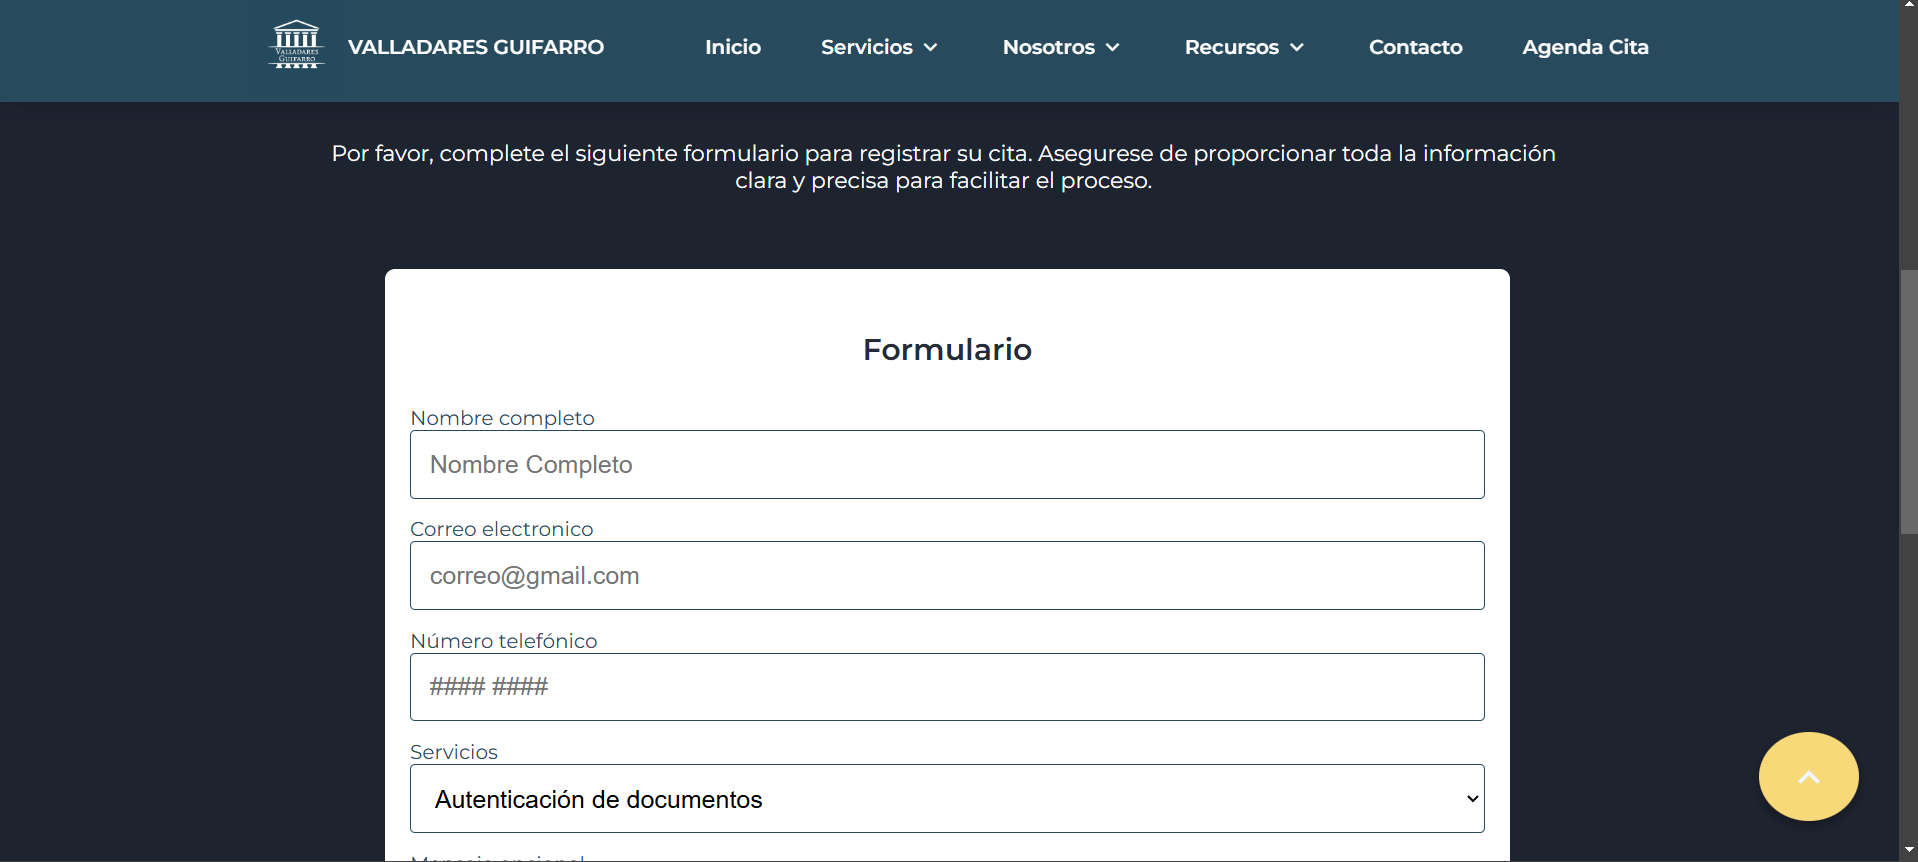 VALLADARES
GUIFARRO
VALLADARES GUIFARRO
Inicio
Servicios
Nosotros
Recursos
Contacto
Agenda Cita
Por favor, complete el siguiente formulario para registrar su cita. Asegurese de proporcionar toda la información
clara y precisa para facilitar el proceso.
Formulario
Nombre completo
Nombre Completo
Correo electronico
correo@gmail.com
Número telefónico
#### ####
Servicios
Autenticación de documentos